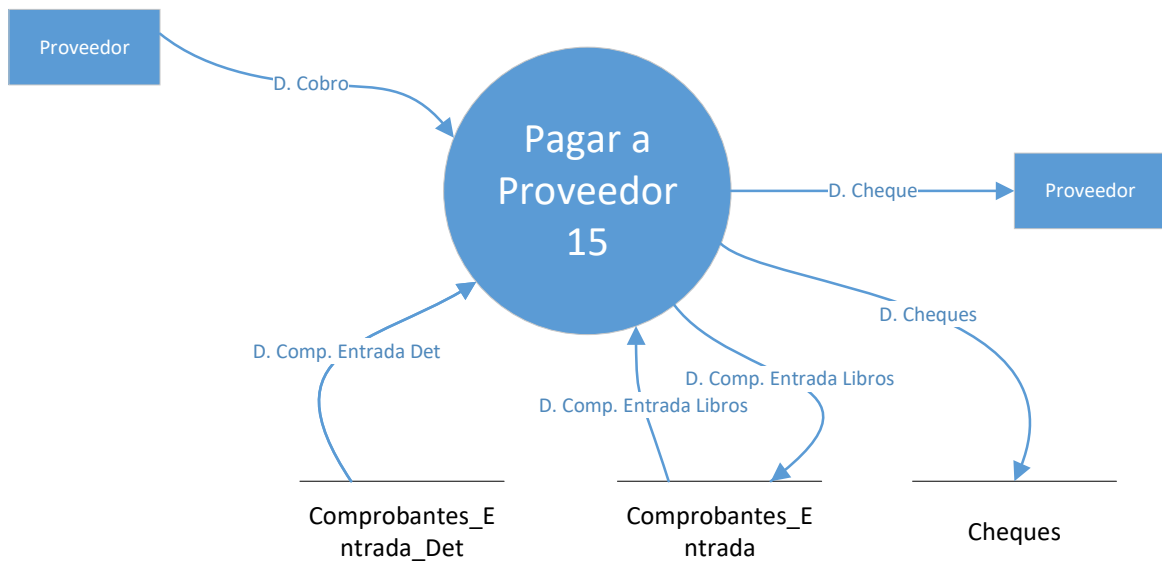 Proveedor
D. Cobro
Pagar a
Proveedor
15
D. Cheque
Proveedor
D. Cheques
D. Comp. Entrada Det
D. Comp. Entrada Libros
D. Comp. Entrada Libros
Comprobantes_E
ntrada_Det
Comprobantes_E
ntrada
Cheques